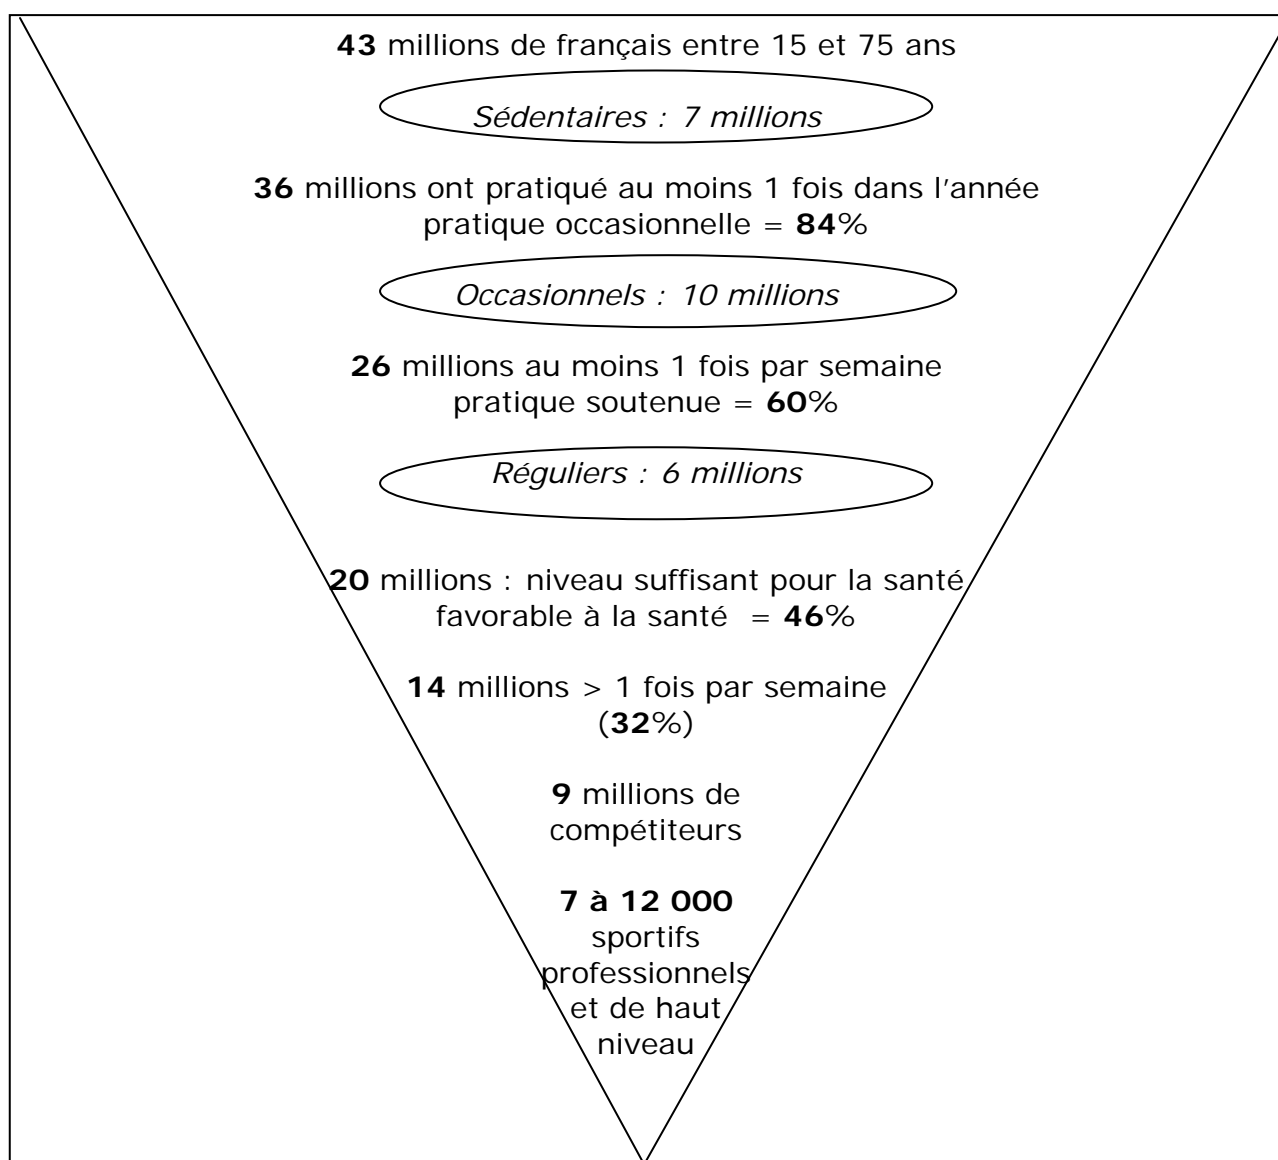 43 millions de français entre 15 et 75 ans
Sédentaires : 7 millions
36 millions ont pratiqué au moins 1 fois dans l’année
pratique occasionnelle = 84%
Occasionnels : 10 millions
26 millions au moins 1 fois par semaine
pratique soutenue = 60%
Réguliers : 6 millions
20 millions : niveau suffisant pour la santé
favorable à la santé = 46%
14 millions > 1 fois par semaine
(32%)
9 millions de
compétiteurs
7 à 12 000
sportifs
professionnels
et de haut
niveau